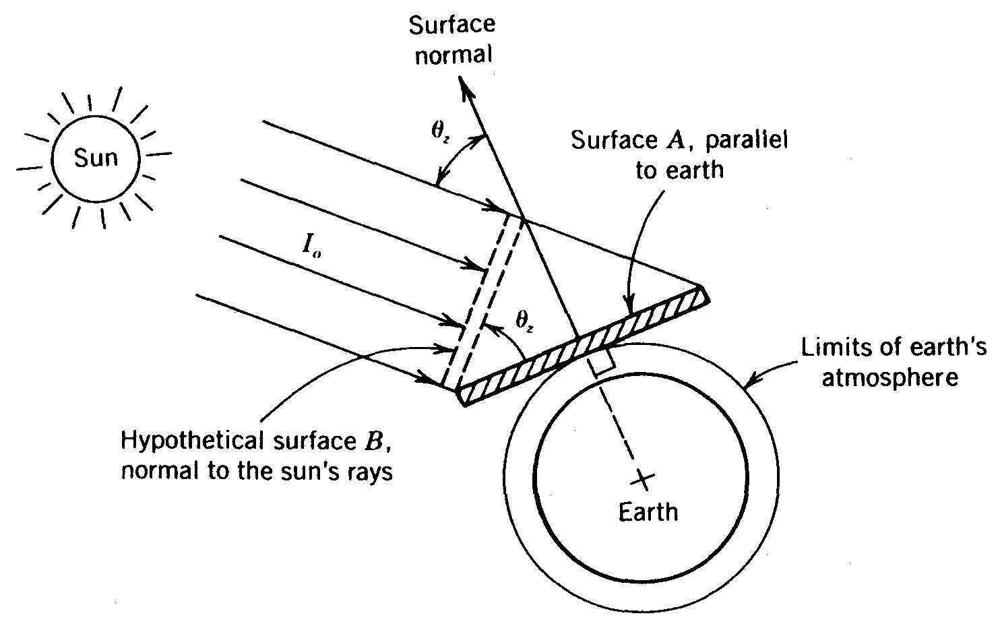 Surface
normal
θz
Sun
Surface A, parallel
to earth
Io
θz
Limits of earth's
atmosphere
Hypothetical surface B,
normal to the sun's rays
Earth